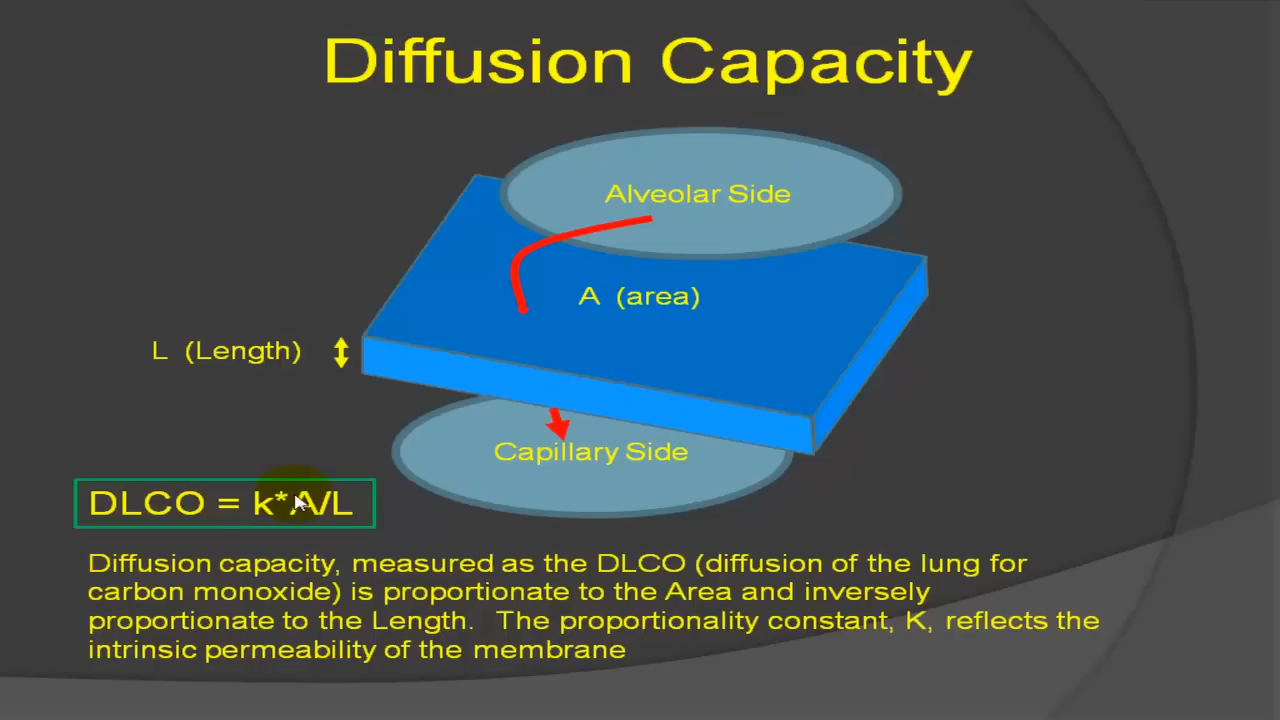 Diffusion Capacity
Alveolar Side
A (area)
L (Length)
Capillary Side
DLCO = k*A/L
Diffusion capacity, measured as the DLCO (diffusion of the lung for
carbon monoxide) is proportionate to the Area and inversely
proportionate to the Length. The proportionality constant, K, reflects the
intrinsic permeability of the membrane